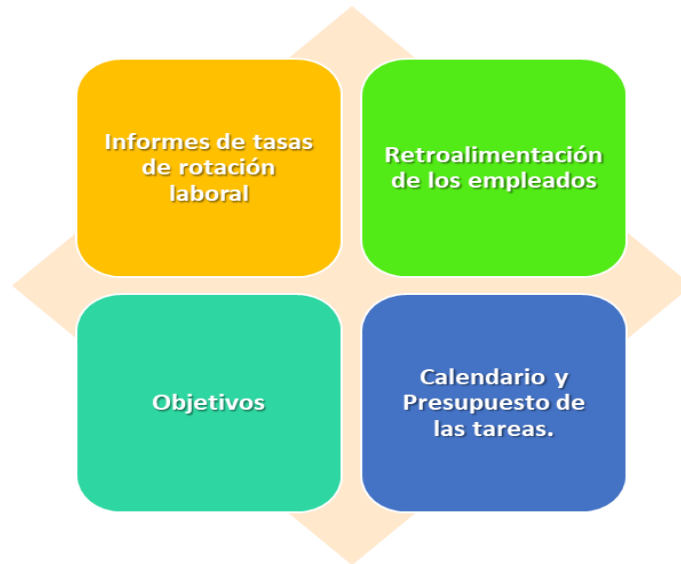 Informes de tasas
de rotación
laboral
Retroalimentación
de los empleados
Objetivos
Calendario y
Presupuesto de
las tareas.